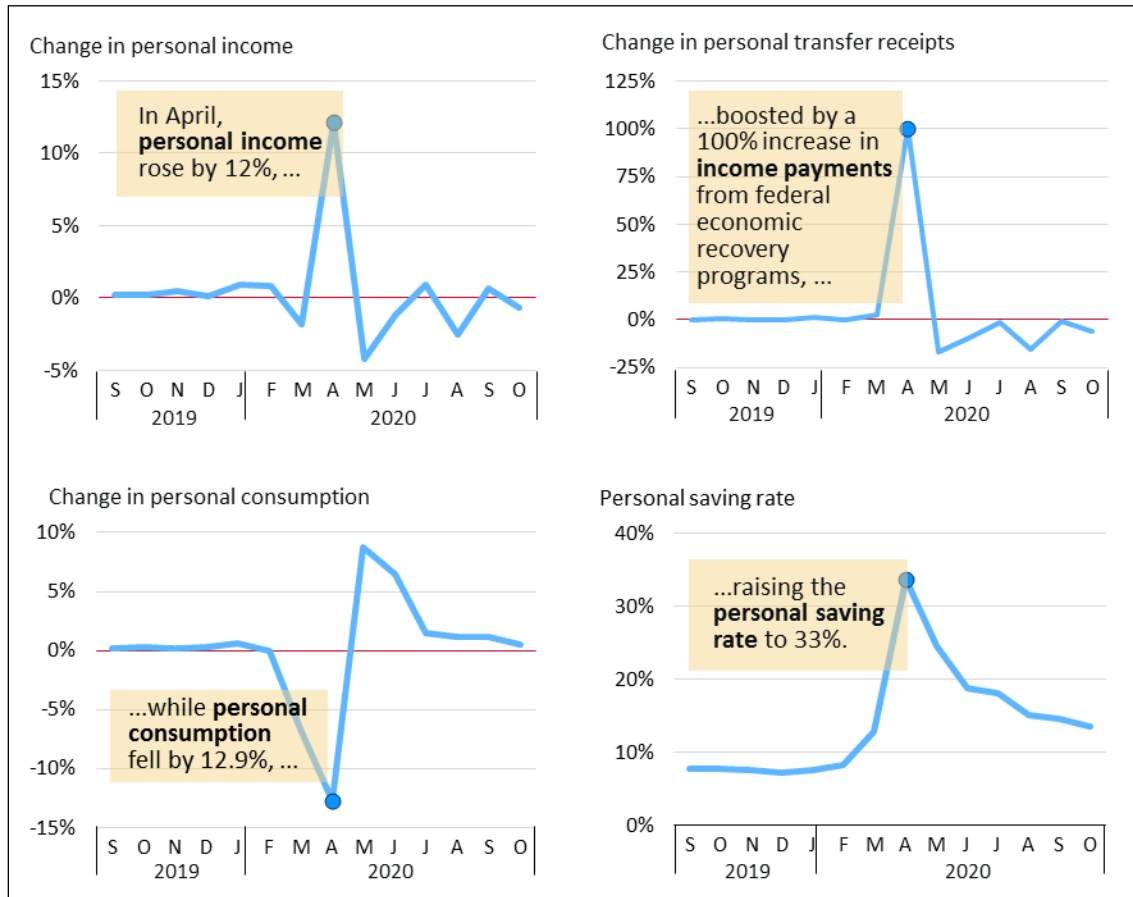 Change in personal income
15%
10%
5%
0%
-5%
In April,
personal income
rose by 12%, ...
S O N D J F M A M J J A S O
2019 2020
Change in personal transfer receipts
125%
100%
75%
50%
25%
0%
-25%
...boosted by a
100% increase in
income payments
from federal
economic
recovery
programs, ...
S O N D J F M A M J J A S O
2019 2020
Change in personal consumption
10%
5%
0%
-5%
-10%
-15%
...while personal
consumption
fell by 12.9%, ...
S O N D J F M A M J J A S O
2019 2020
Personal saving rate
40%
30%
20%
10%
0%
...raising the
personal saving
rate to 33%.
S O N D J F M A M J J A S O
2019 2020